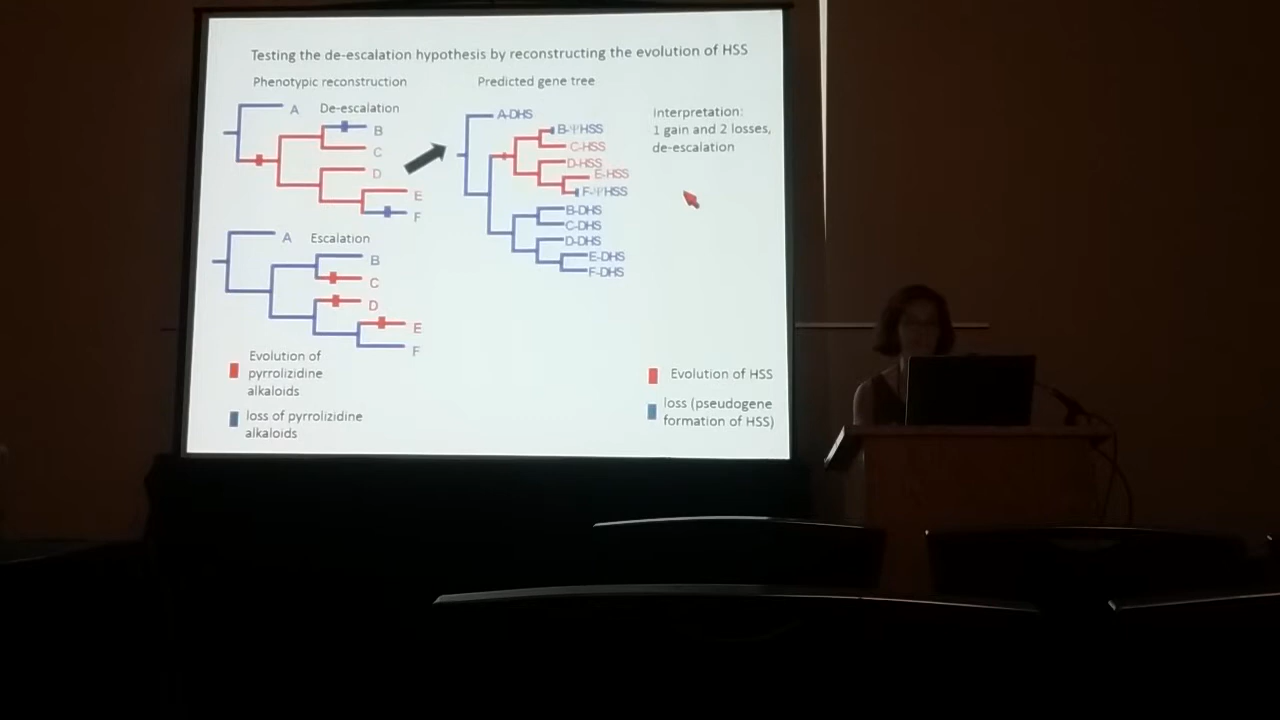 Testing the de-escalation hypothesis by reconstructing the evolution of HSS
Phenotypic reconstruction
A
De-escalation
B
C
D
E
F
A
Escalation
B
C
D
E
F
Evolution of
pyrrolizidine
alkaloids
loss of pyrrolizidine
alkaloids
Predicted gene tree
A-DHS
B-ΨHSS
C-HSS
D-HSS
E-HSS
F-ΨHSS
B-DHS
C-DHS
D-DHS
E-DHS
F-DHS
Interpretation:
1 gain and 2 losses,
de-escalation
Evolution of HSS
loss (pseudogene
formation of HSS)